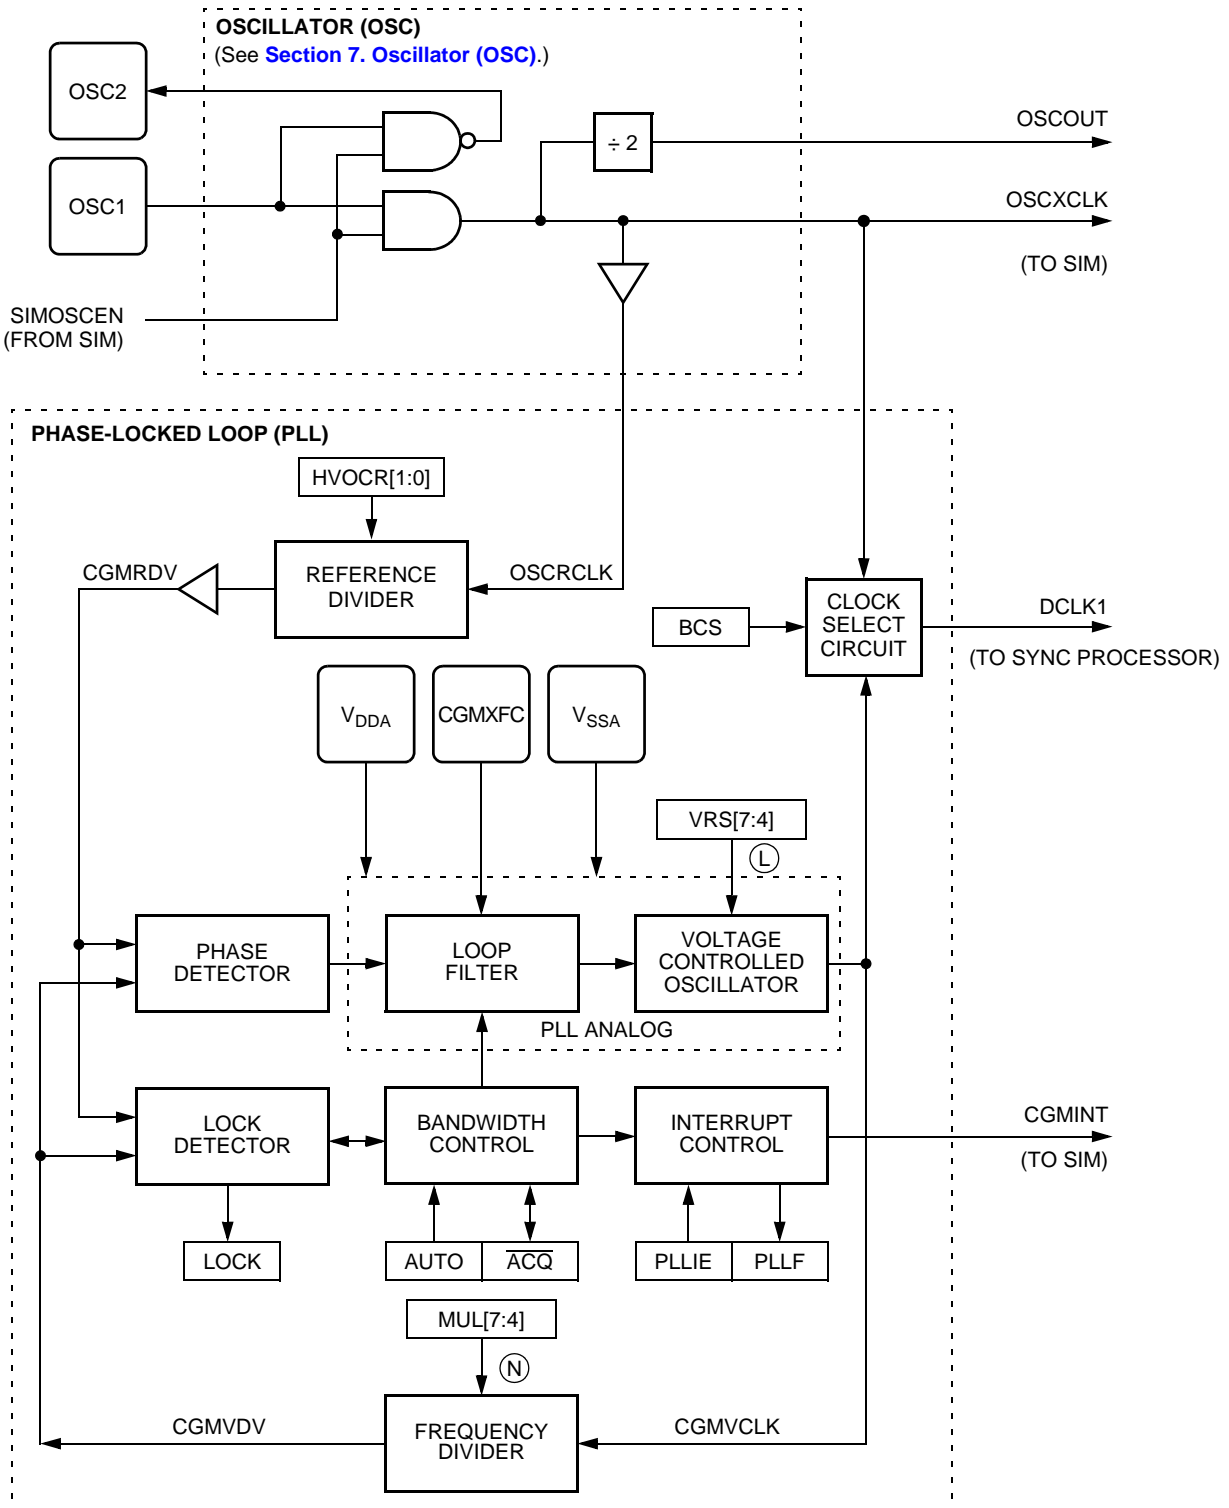 OSCILLATOR (OSC)
(See Section 7. Oscillator (OSC).)
OSC2
OSC1
÷ 2
OSCOUT
OSCXCLK
(TO SIM)
SIMOSCEN
(FROM SIM)
PHASE-LOCKED LOOP (PLL)
HVOCR[1:0]
CGMRDV
REFERENCE
DIVIDER
OSCRCLK
BCS
CLOCK
SELECT
CIRCUIT
DCLK1
(TO SYNC PROCESSOR)
VDDA
CGMXFC
VSSA
VRS[7:4]
L
PHASE
DETECTOR
LOOP
FILTER
VOLTAGE
CONTROLLED
OSCILLATOR
PLL ANALOG
LOCK
DETECTOR
BANDWIDTH
CONTROL
INTERRUPT
CONTROL
CGMINT
(TO SIM)
LOCK
AUTO
ACQ
PLLIE
PLLF
MUL[7:4]
N
CGMVDV
FREQUENCY
DIVIDER
CGMVCLK